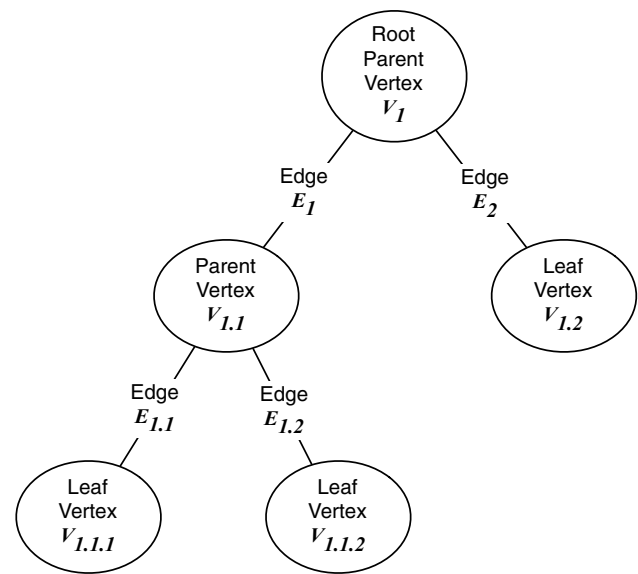 Root
Parent
Vertex
V1
Edge
E1
Edge
E2
Parent
Vertex
V1.1
Leaf
Vertex
V1.2
Edge
E1.1
Edge
E1.2
Leaf
Vertex
V1.1.1
Leaf
Vertex
V1.1.2